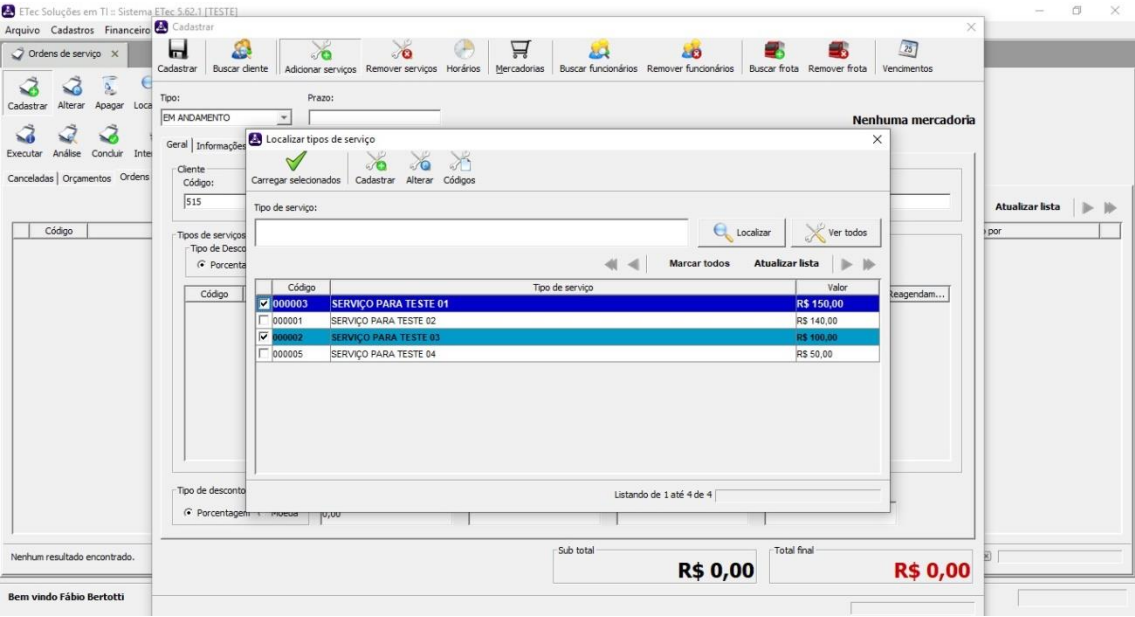 ETec Soluções em TI :: Sistema ETec 5.62.1 [TESTE]
Arquivo Cadastros Financeiro
Cadastrar
Ordens de serviço X
Cadastrar Buscar cliente Adicionar serviços Remover serviços Horários Mercadorias Buscar funcionários Remover funcionários Buscar frota Remover frota Vencimentos
Cadastrar Alterar Apagar Loca
Tipo: Prazo:
EM ANDAMENTO
Nenhuma mercadoria
Executar Análise Concluir Inte
Geral Informações
Canceladas Orçamentos Ordens
Cliente
Código:
515
Localizar tipos de serviço
Carregar selecionados Cadastrar Alterar Códigos
Tipo de serviço:
Localizar Ver todos
Atualizar lista
Código
por
Tipos de serviços
Tipo de Desco
Porcenta
Marcar todos Atualizar lista
Código
Reagendam...
Código Tipo de serviço Valor
000003 SERVIÇO PARA TESTE 01 R$ 150,00
000001 SERVIÇO PARA TESTE 02 R$ 140,00
000002 SERVIÇO PARA TESTE 03 R$ 100,00
000005 SERVIÇO PARA TESTE 04 R$ 50,00
Listando de 1 até 4 de 4
Tipo de desconto
Porcentagem Moeda 0,00
Nenhum resultado encontrado.
Sub total
R$ 0,00
Total final
R$ 0,00
Bem vindo Fábio Bertotti